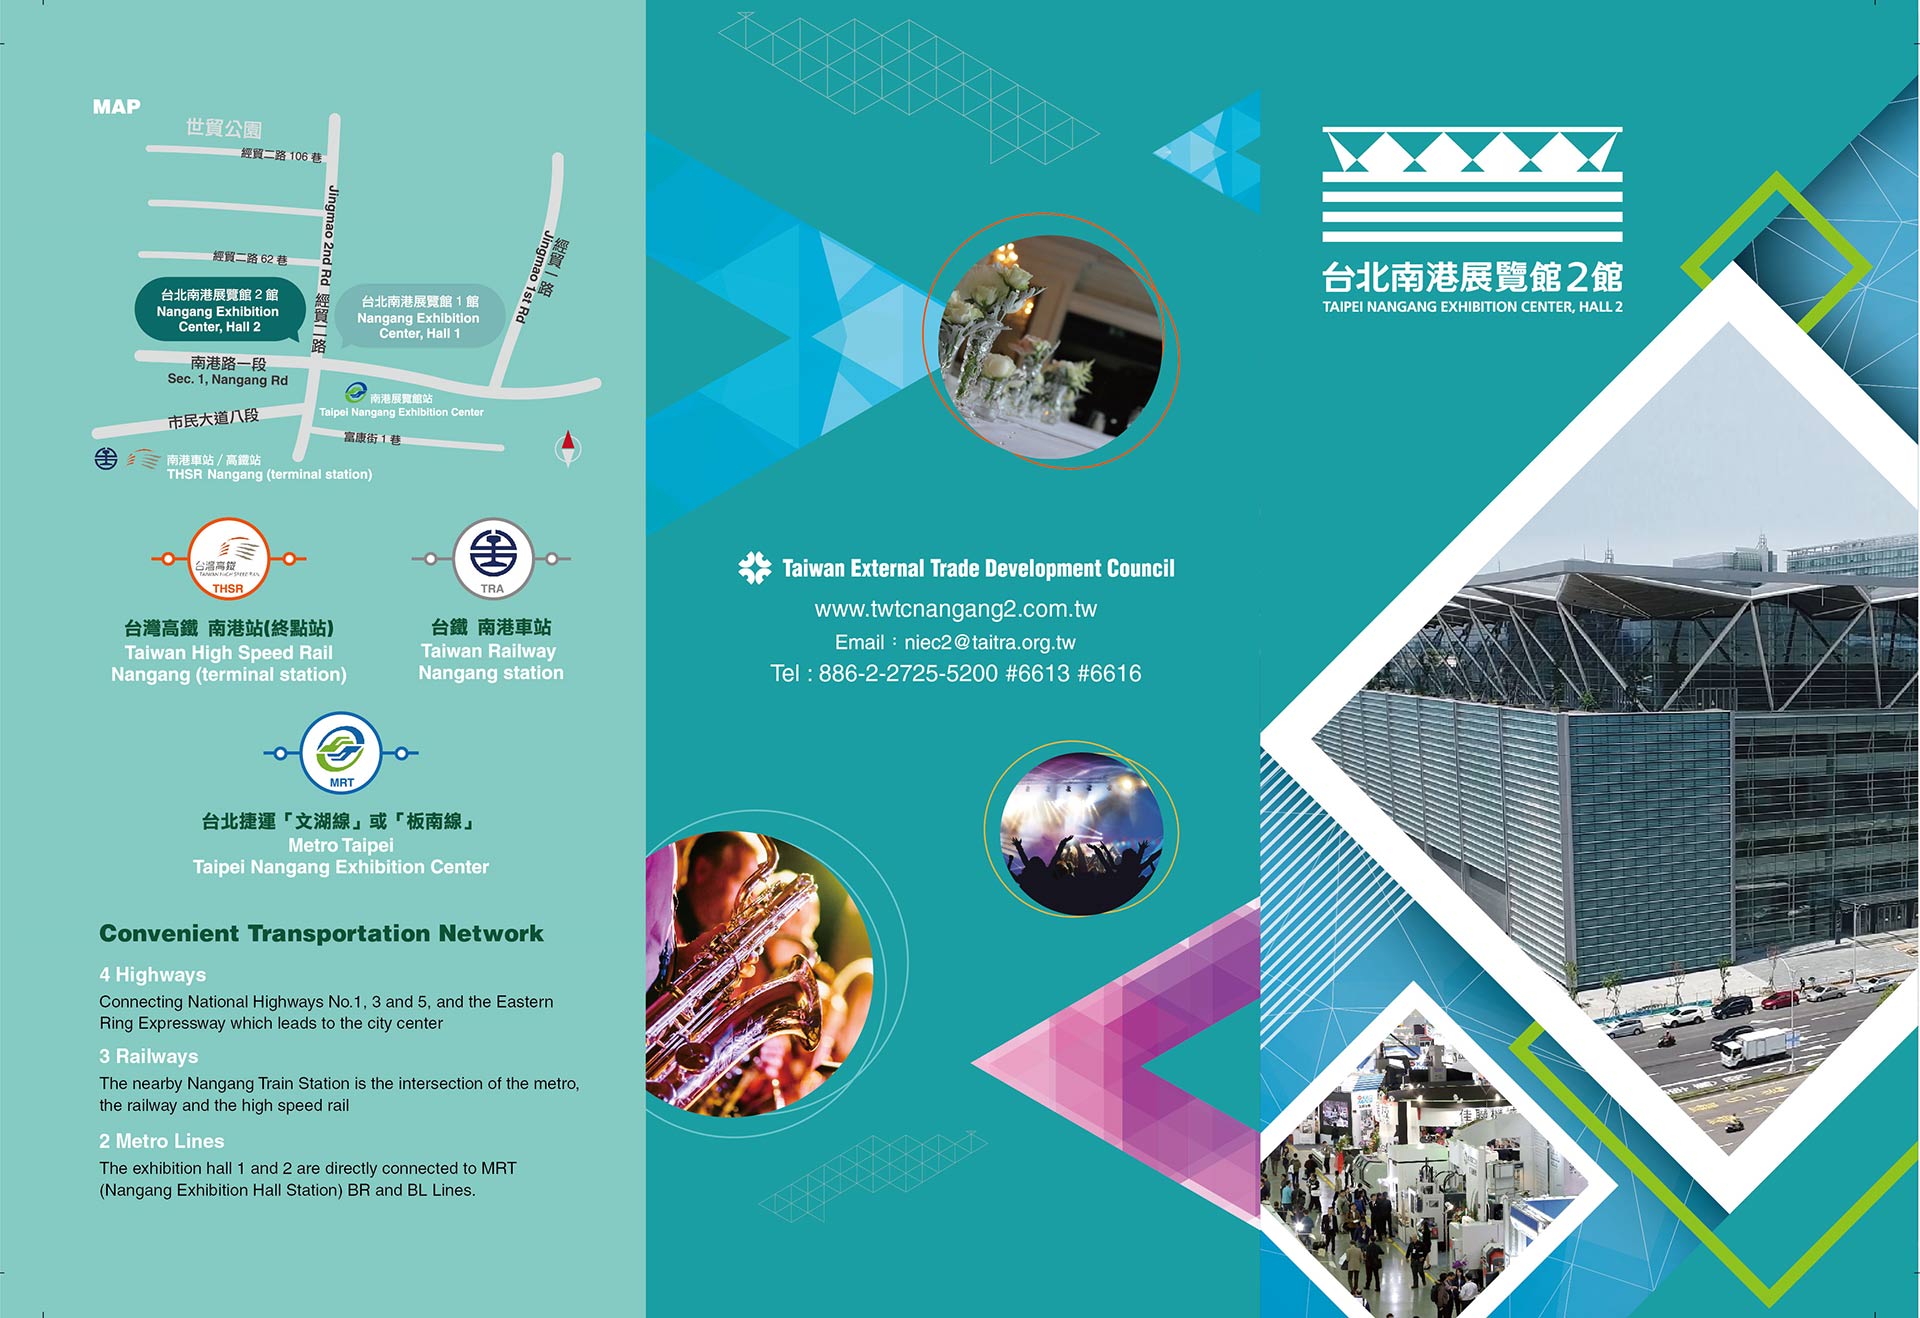 MAP
世貿公園
經貿二路 106 巷
Jingmao 2nd Rd 經貿二路
經貿一路
Jingmao 1st Rd
經貿二路 62 巷
台北南港展覽館 2 館
Nangang Exhibition
Center, Hall 2
台北南港展覽館 1 館
Nangang Exhibition
Center, Hall 1
南港路一段
Sec. 1, Nangang Rd
南港展覽館站
Taipei Nangang Exhibition Center
市民大道八段
富康街 1 巷
南港車站 / 高鐵站
THSR Nangang (terminal station)
台灣高鐵
TAIWAN HIGH SPEED RAIL
THSR
台灣高鐵 南港站(終點站)
Taiwan High Speed Rail
Nangang (terminal station)
TRA
台鐵 南港車站
Taiwan Railway
Nangang station
MRT
台北捷運「文湖線」或「板南線」
Metro Taipei
Taipei Nangang Exhibition Center
Convenient Transportation Network
4 Highways
Connecting National Highways No.1, 3 and 5, and the Eastern
Ring Expressway which leads to the city center
3 Railways
The nearby Nangang Train Station is the intersection of the metro,
the railway and the high speed rail
2 Metro Lines
The exhibition hall 1 and 2 are directly connected to MRT
(Nangang Exhibition Hall Station) BR and BL Lines.
Taiwan External Trade Development Council
www.twtcnangang2.com.tw
Email：niec2@taitra.org.tw
Tel : 886-2-2725-5200 #6613 #6616
台北南港展覽館2館
TAIPEI NANGANG EXHIBITION CENTER, HALL 2